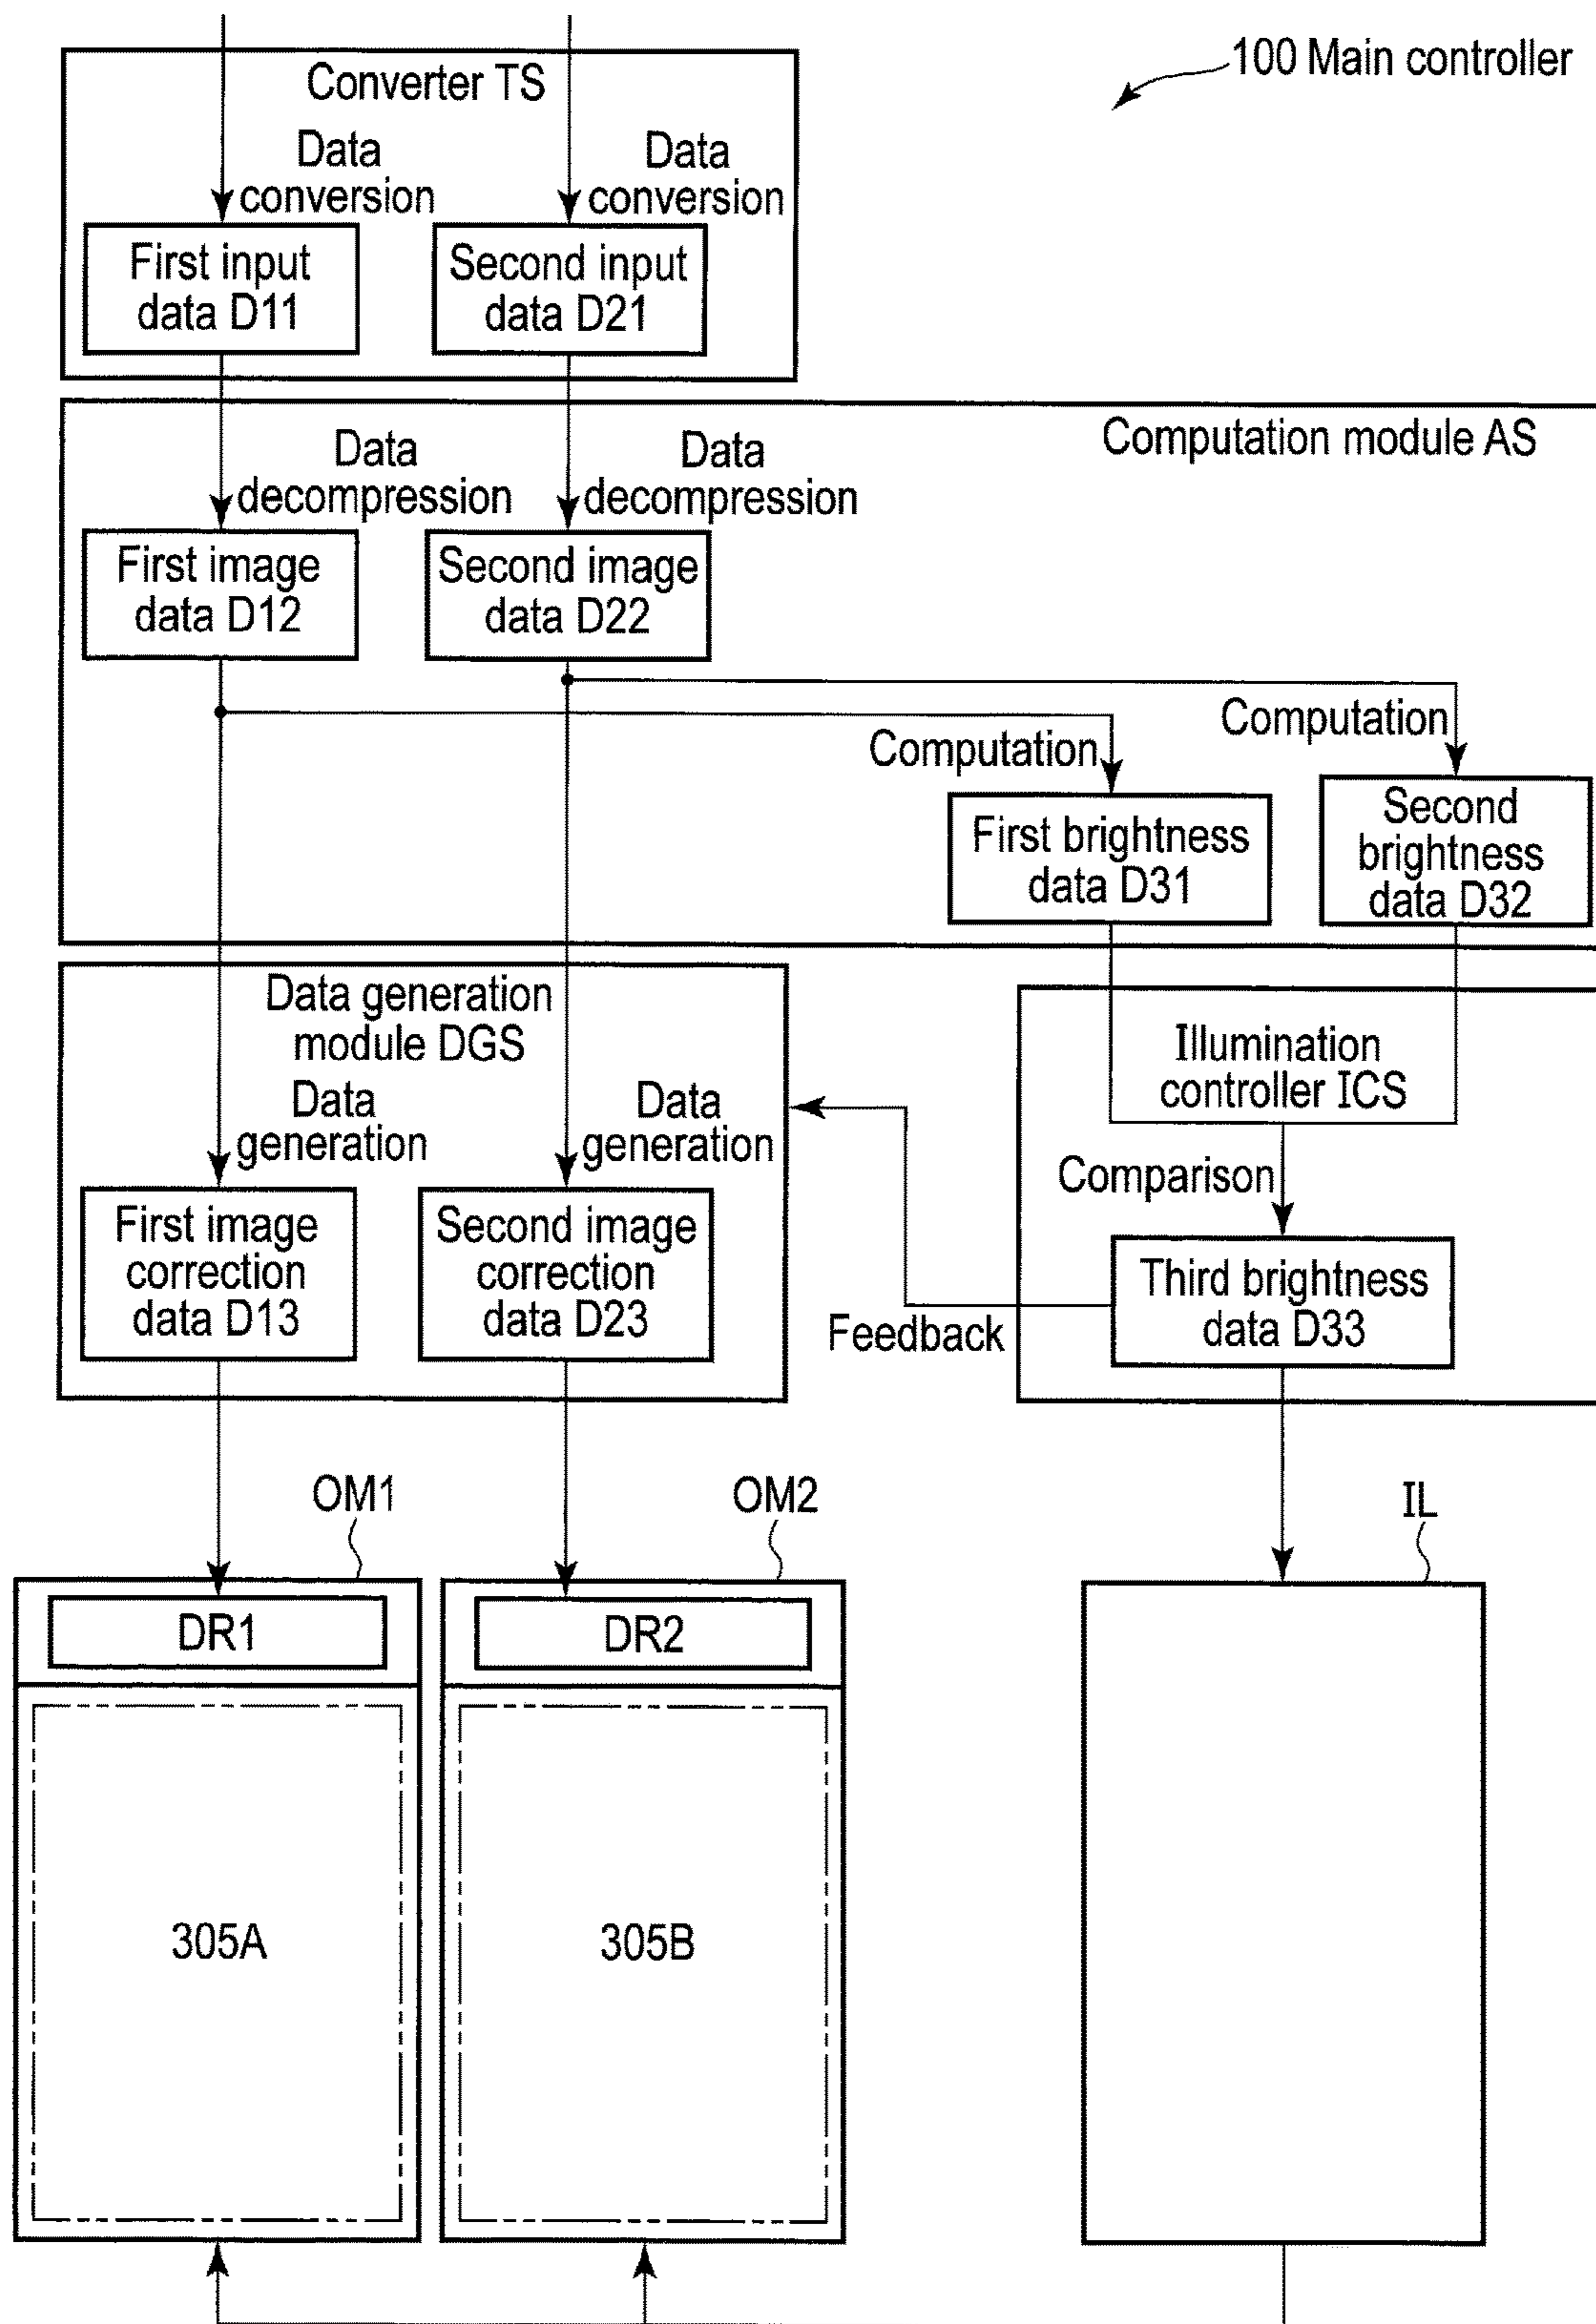 100 Main controller
Converter TS
Data
conversion
Data
conversion
First input
data D11
Second input
data D21
Computation module AS
Data
decompression
Data
decompression
First image
data D12
Second image
data D22
Computation
Computation
First brightness
data D31
Second
brightness
data D32
Data generation
module DGS
Illumination
controller ICS
Data
generation
Data
generation
Comparison
First image
correction
data D13
Second image
correction
data D23
Third brightness
data D33
Feedback
OM1
OM2
IL
DR1
DR2
305A
305B